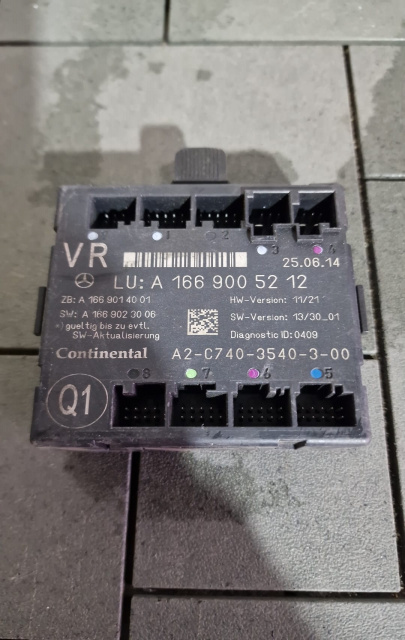 1 2 3 4
VR
25.06.14
LU: A 166 900 52 12
ZB: A 166 901 40 01
HW-Version: 11/21
SW: A 166 902 30 06
SW-Version: 13/30_01
*) gueltig bis zu evtl.
SW-Aktualisierung
Diagnostic ID: 0409
Continental A2-C740-3540-3-00
8 7 6 5
Q1